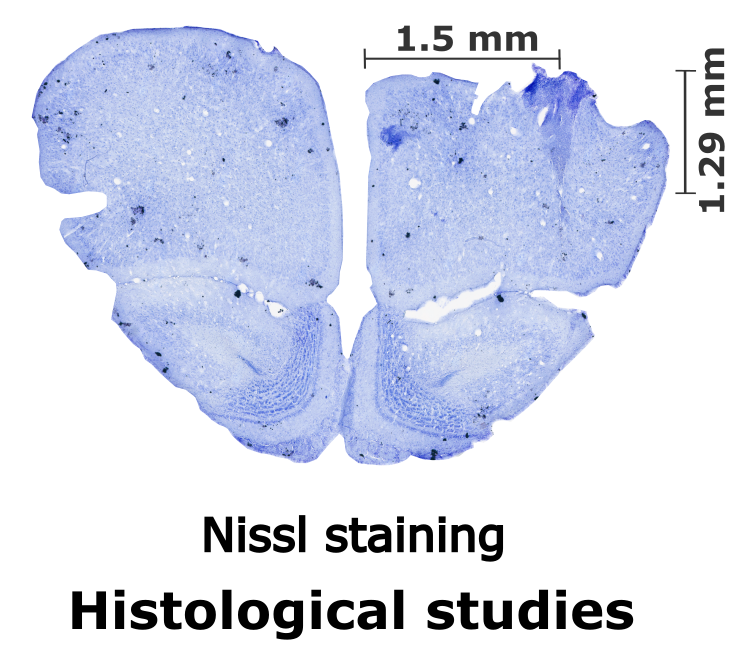 1.5 mm
1.29 mm
Nissl staining
Histological studies